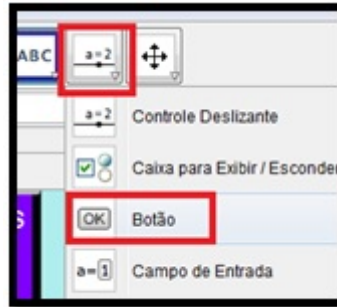 ABC a=2
a=2 Controle Deslizante
Caixa para Exibir / Esconder
S
OK Botão
a=1 Campo de Entrada